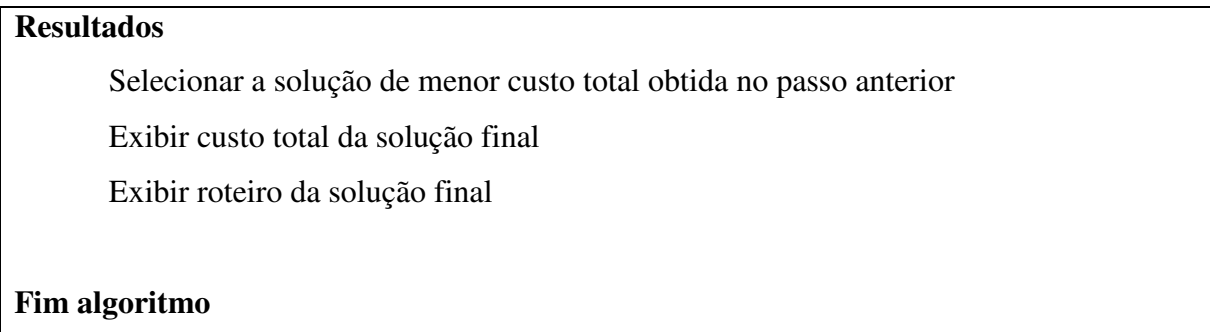 Resultados
Selecionar a solução de menor custo total obtida no passo anterior
Exibir custo total da solução final
Exibir roteiro da solução final
Fim algoritmo